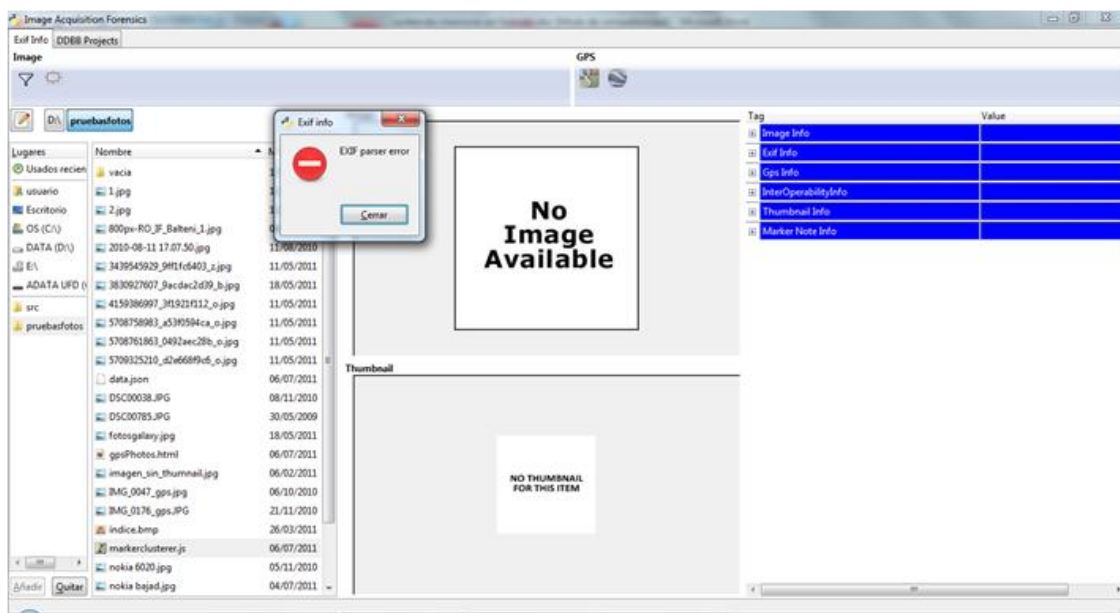 Image Acquisition Forensics
Exif Info DDBB Projects
Image
GPS
D:\ pruebasfotos
Lugares
Usados recien
usuario
Escritorio
OS (C:\)
DATA (D:\)
E:\
ADATA UFD (
src
pruebasfotos
Añadir Quitar
Nombre
vacia
1.jpg
2.jpg
800px-RO_IF_Balteni_1.jpg
2010-08-11 17.07.50.jpg 11/08/2010
3439545929_9ff1fc6403_z.jpg 11/05/2011
3830927607_9acdac2d39_b.jpg 18/05/2011
4159386997_3f1921f112_o.jpg 11/05/2011
5708758983_a53f0594ca_o.jpg 11/05/2011
5708761863_0492aec28b_o.jpg 11/05/2011
5709325210_d2e668f9c6_o.jpg 11/05/2011
data.json 06/07/2011
DSC00038.JPG 08/11/2010
DSC00785.JPG 30/05/2009
fotosgalaxy.jpg 18/05/2011
gpsPhotos.html 06/07/2011
imagen_sin_thumnail.jpg 06/02/2011
IMG_0047_gps.jpg 06/10/2010
IMG_0176_gps.JPG 21/11/2010
indice.bmp 26/03/2011
markerclusterer.js 06/07/2011
nokia 6020.jpg 05/11/2010
nokia bajad.jpg 04/07/2011
Exif info
EXIF parser error
Cerrar
No
Image
Available
Thumbnail
NO THUMBNAIL
FOR THIS ITEM
Tag Value
Image Info
Exif Info
Gps Info
InterOperabilityInfo
Thumbnail Info
Marker Note Info